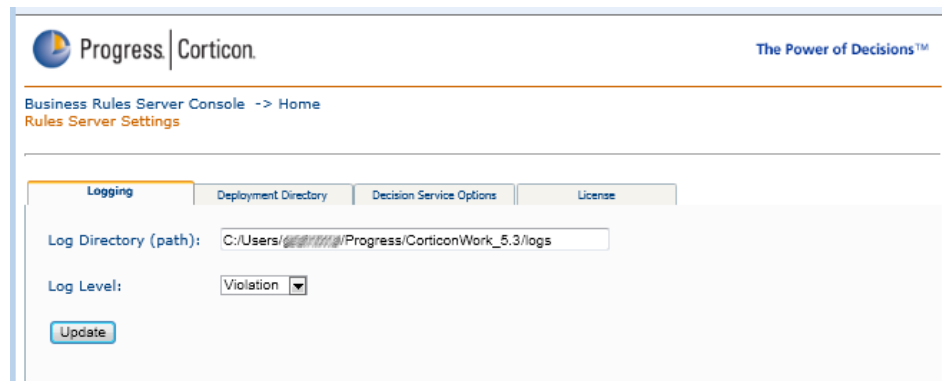 Progress. Corticon.
The Power of Decisions™
Business Rules Server Console -> Home
Rules Server Settings
Logging Deployment Directory Decision Service Options License
Log Directory (path): C:/Users/ /Progress/CorticonWork_5.3/logs
Log Level: Violation
Update